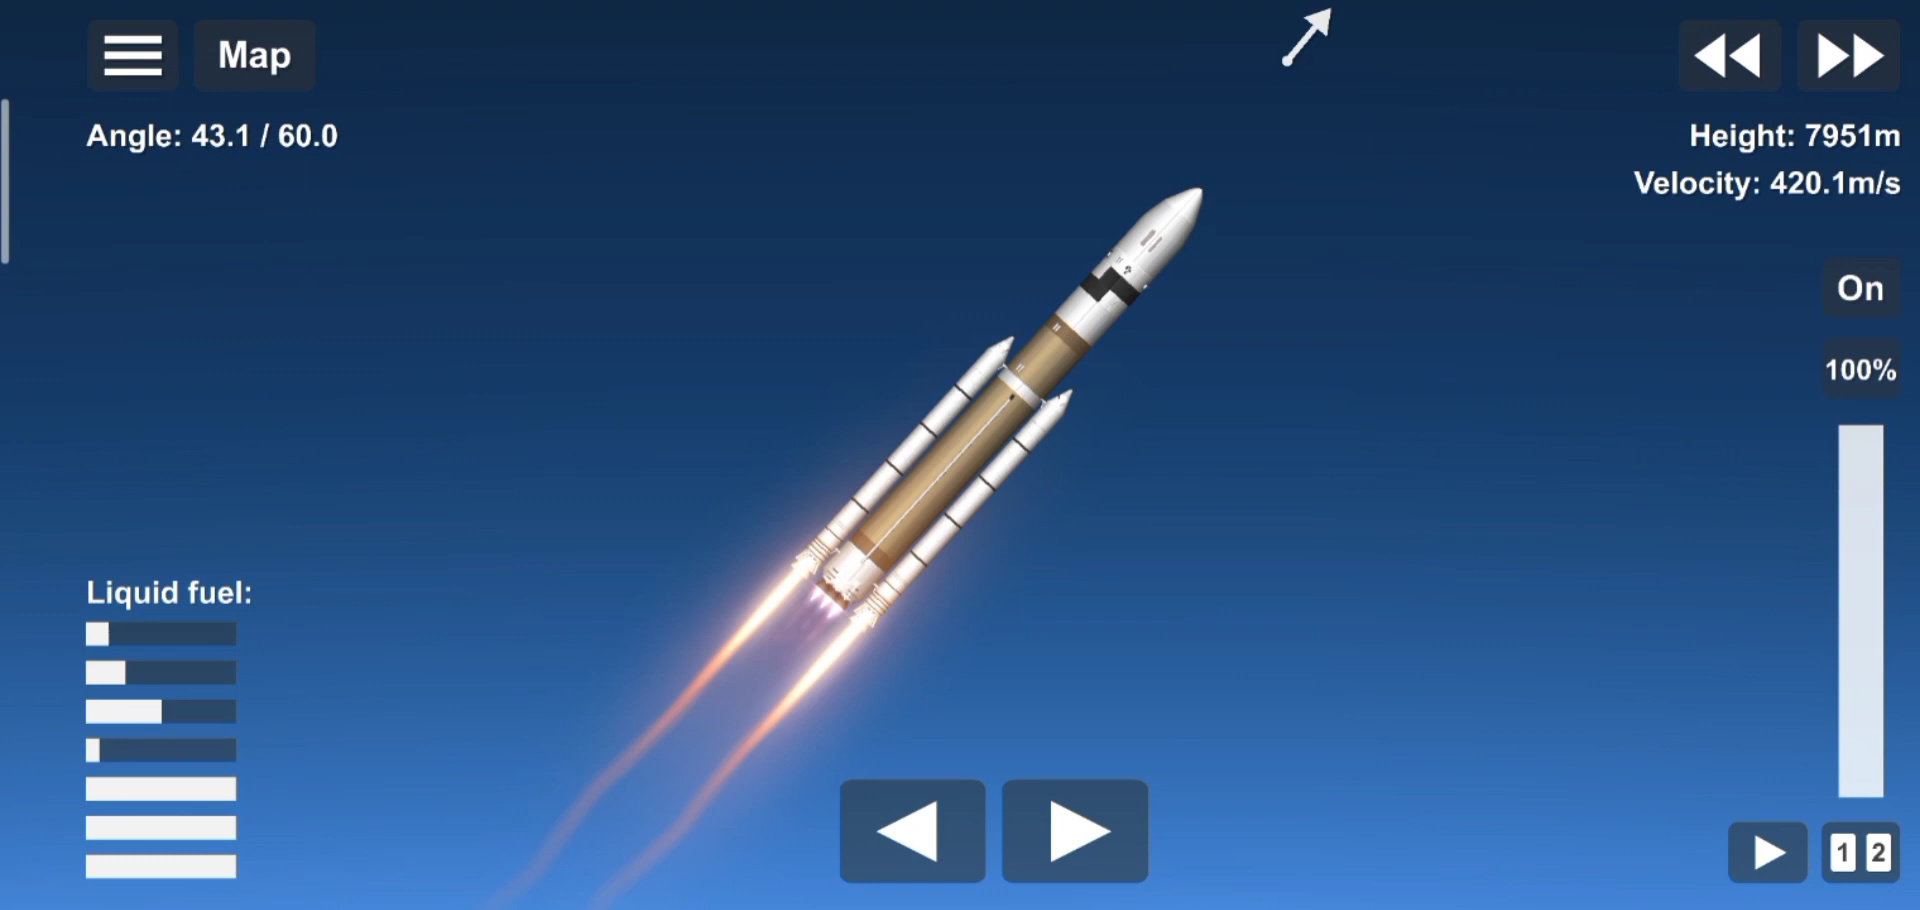 Map
Angle: 43.1 / 60.0
Height: 7951m
Velocity: 420.1m/s
On
100%
Liquid fuel:
1 2